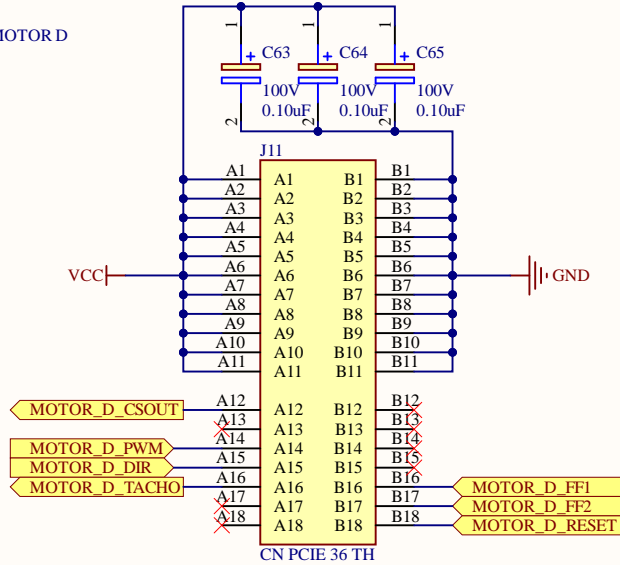 MOTOR D
1 1
C63 C64 C65
100V 100V 100V
0.10uF 0.10uF 0.10uF
2 2 2
J11
A1 A1 B1 B1
A2 A2 B2 B2
A3 A3 B3 B3
A4 A4 B4 B4
A5 A5 B5 B5
VCC A6 A6 B6 B6 GND
A7 A7 B7 B7
A8 A8 B8 B8
A9 A9 B9 B9
A10 A10 B10 B10
A11 A11 B11 B11
MOTOR_D_CSOUT A12 A12 B12 B12
A13 A13 B13 B13
MOTOR_D_PWM A14 A14 B14 B14
MOTOR_D_DIR A15 A15 B15 B15
MOTOR_D_TACHO A16 A16 B16 B16 MOTOR_D_FF1
A17 A17 B17 B17 MOTOR_D_FF2
A18 A18 B18 B18 MOTOR_D_RESET
CN PCIE 36 TH